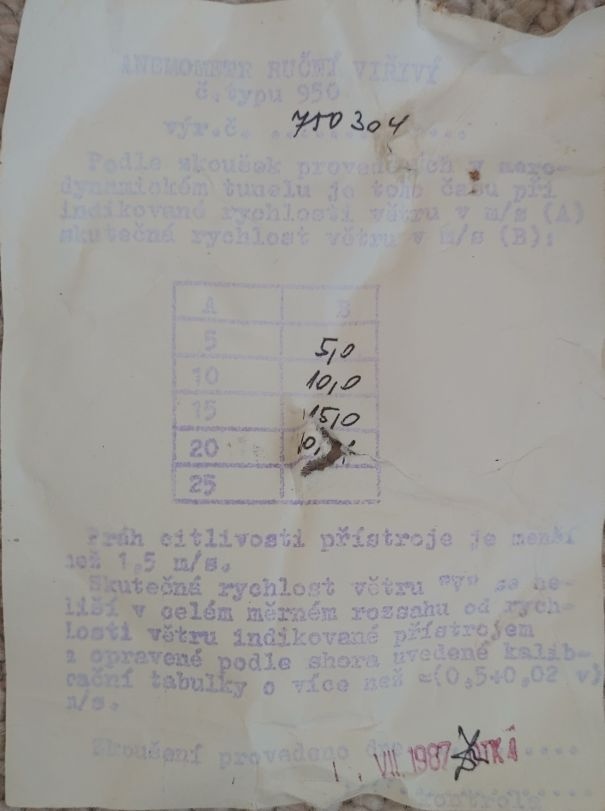 ANEMOMETR RUČNÍ VÍŘIVÝ
č.typu 950
výr.č. 750304
Podle zkoušek provedených v aero-
dynamickém tunelu je toho času při
indikované rychlosti větru v m/s (A)
skutečná rychlost větru v m/s (B):
A B
5 5,0
10 10,0
15 15,0
20
25
Práh citlivosti přístroje je menší
než 1,5 m/s.
Skutečná rychlost větru "v" se ne-
liší v celém měrném rozsahu od rych-
losti větru indikované přístrojem
a opravené podle shora uvedené kalib-
rační tabulky o více než =(0,5+0,02 v)
m/s.
Zkoušení provedeno dne
VII. 1987
kontrola